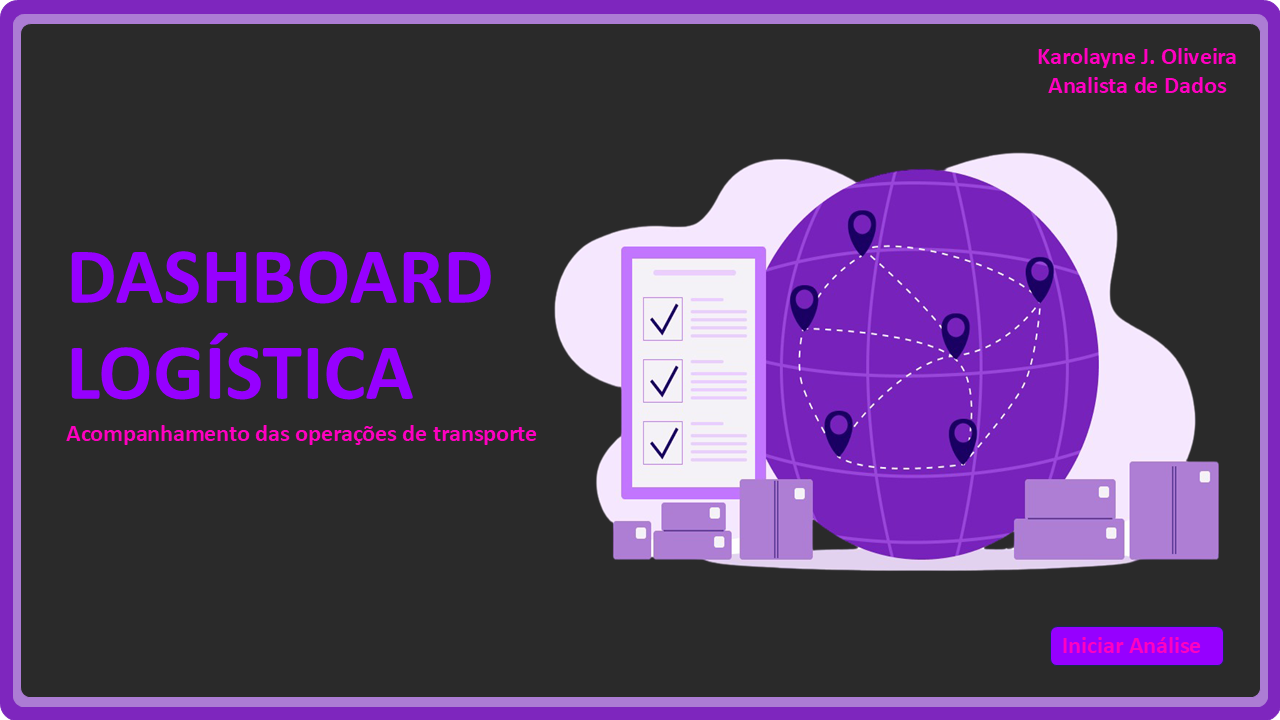 Karolayne J. Oliveira
Analista de Dados
DASHBOARD
LOGÍSTICA
Acompanhamento das operações de transporte
Iniciar Análise